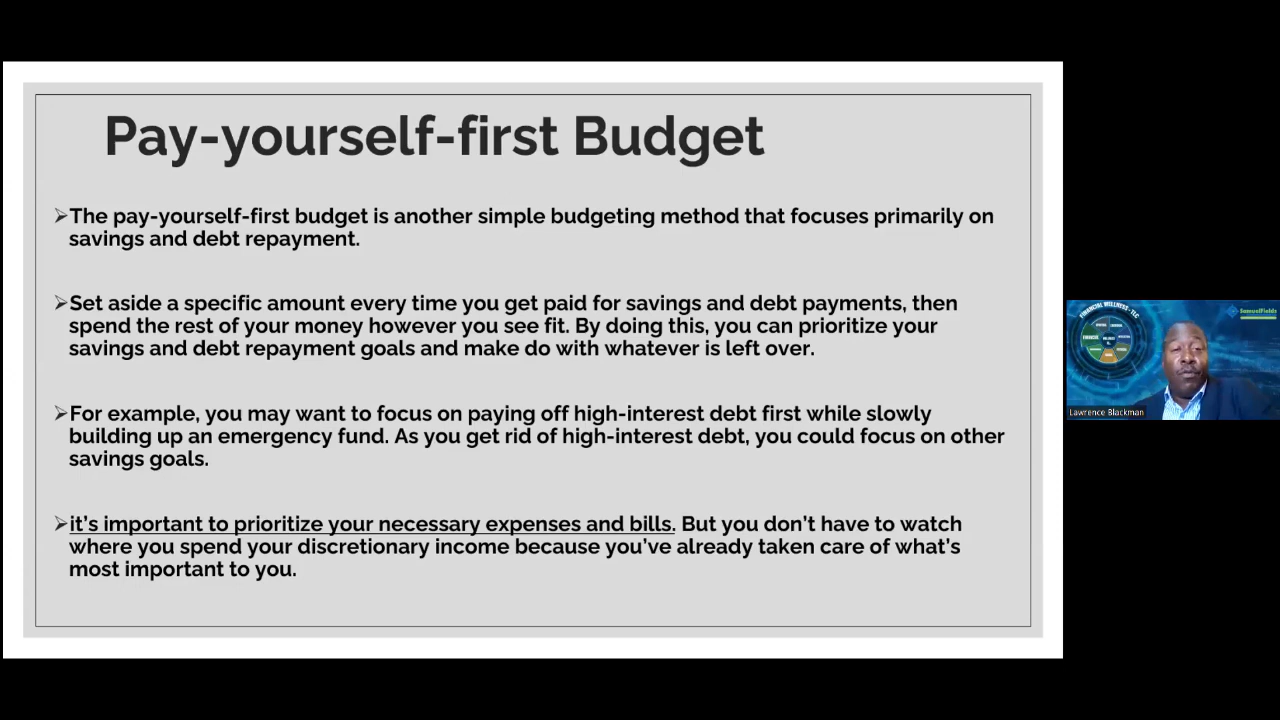 Pay-yourself-first Budget
➢The pay-yourself-first budget is another simple budgeting method that focuses primarily on
savings and debt repayment.
➢Set aside a specific amount every time you get paid for savings and debt payments, then
spend the rest of your money however you see fit. By doing this, you can prioritize your
savings and debt repayment goals and make do with whatever is left over.
➢For example, you may want to focus on paying off high-interest debt first while slowly
building up an emergency fund. As you get rid of high-interest debt, you could focus on other
savings goals.
➢it’s important to prioritize your necessary expenses and bills. But you don’t have to watch
where you spend your discretionary income because you’ve already taken care of what’s
most important to you.
FINANCIAL WELLNESS - TLC
SamuelFields
Lawrence Blackman